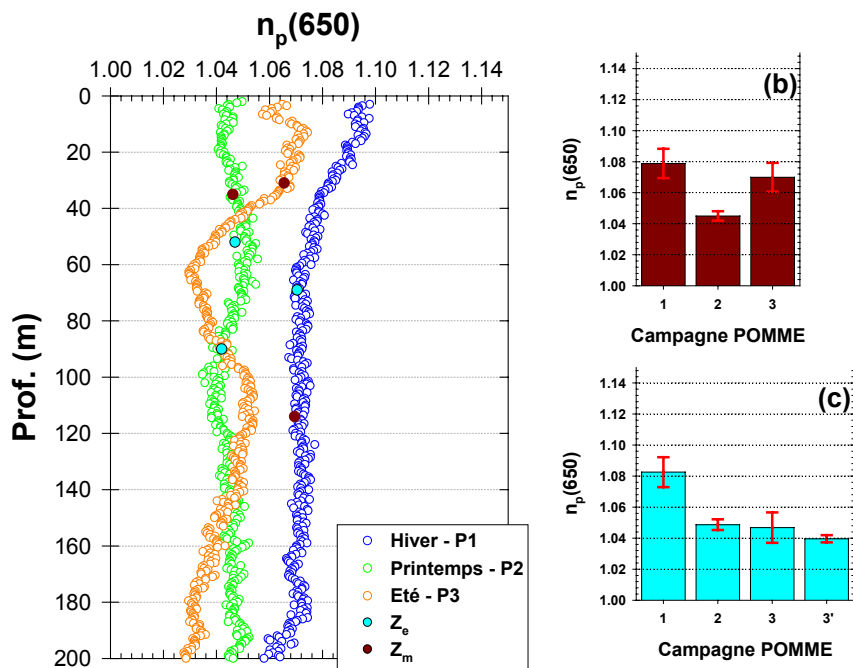 n_p(650)
1.00 1.02 1.04 1.06 1.08 1.10 1.12 1.14
Prof. (m)
0
20
40
60
80
100
120
140
160
180
200
Hiver - P1
Printemps - P2
Eté - P3
Z_e
Z_m
(b)
n_p(650)
1.14
1.12
1.10
1.08
1.06
1.04
1.02
1.00
1 2 3
Campagne POMME
(c)
n_p(650)
1.14
1.12
1.10
1.08
1.06
1.04
1.02
1.00
1 2 3 3'
Campagne POMME